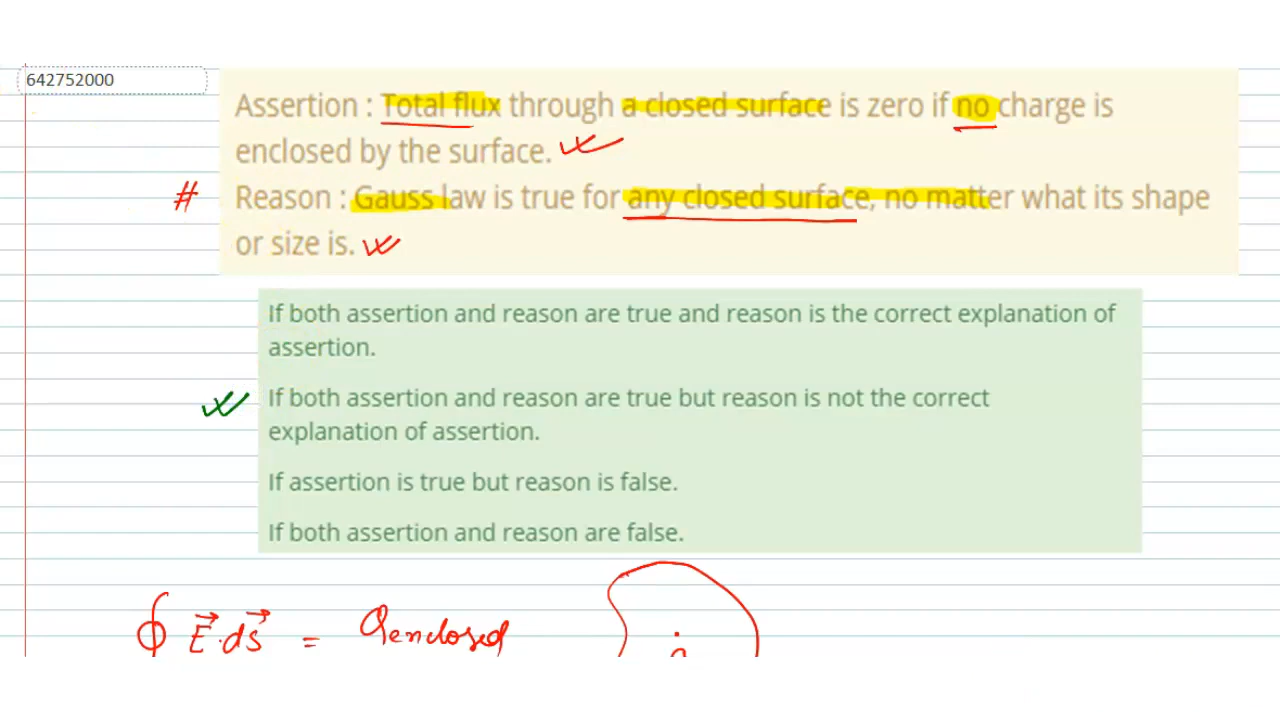 642752000
Assertion : Total flux through a closed surface is zero if no charge is
enclosed by the surface.
# Reason : Gauss law is true for any closed surface, no matter what its shape
or size is.
If both assertion and reason are true and reason is the correct explanation of
assertion.
If both assertion and reason are true but reason is not the correct
explanation of assertion.
If assertion is true but reason is false.
If both assertion and reason are false.
∮ E⃗.dS⃗ = Qenclosed